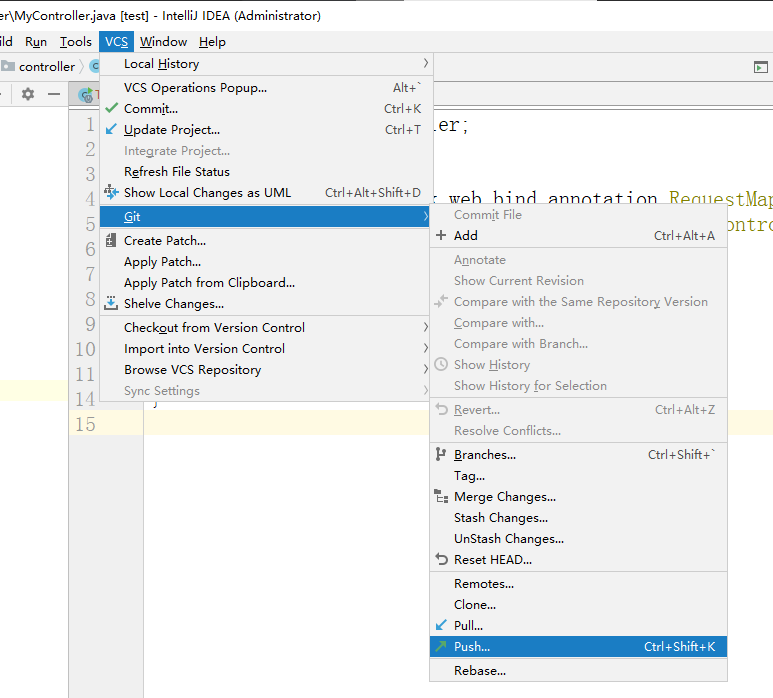 er\MyController.java [test] - IntelliJ IDEA (Administrator)
ild Run Tools VCS Window Help
controller
Local History
VCS Operations Popup... Alt+`
Commit... Ctrl+K
Update Project... Ctrl+T
Integrate Project...
Refresh File Status
Show Local Changes as UML Ctrl+Alt+Shift+D
Git
Create Patch...
Apply Patch...
Apply Patch from Clipboard...
Shelve Changes...
Checkout from Version Control
Import into Version Control
Browse VCS Repository
Sync Settings
1 ler;
2
3
4 web.bind.annotation.RequestMap
5 ontro
6
7
8
9
10
11
14 }
15
Commit File
Add Ctrl+Alt+A
Annotate
Show Current Revision
Compare with the Same Repository Version
Compare with...
Compare with Branch...
Show History
Show History for Selection
Revert... Ctrl+Alt+Z
Resolve Conflicts...
Branches... Ctrl+Shift+`
Tag...
Merge Changes...
Stash Changes...
UnStash Changes...
Reset HEAD...
Remotes...
Clone...
Pull...
Push... Ctrl+Shift+K
Rebase...